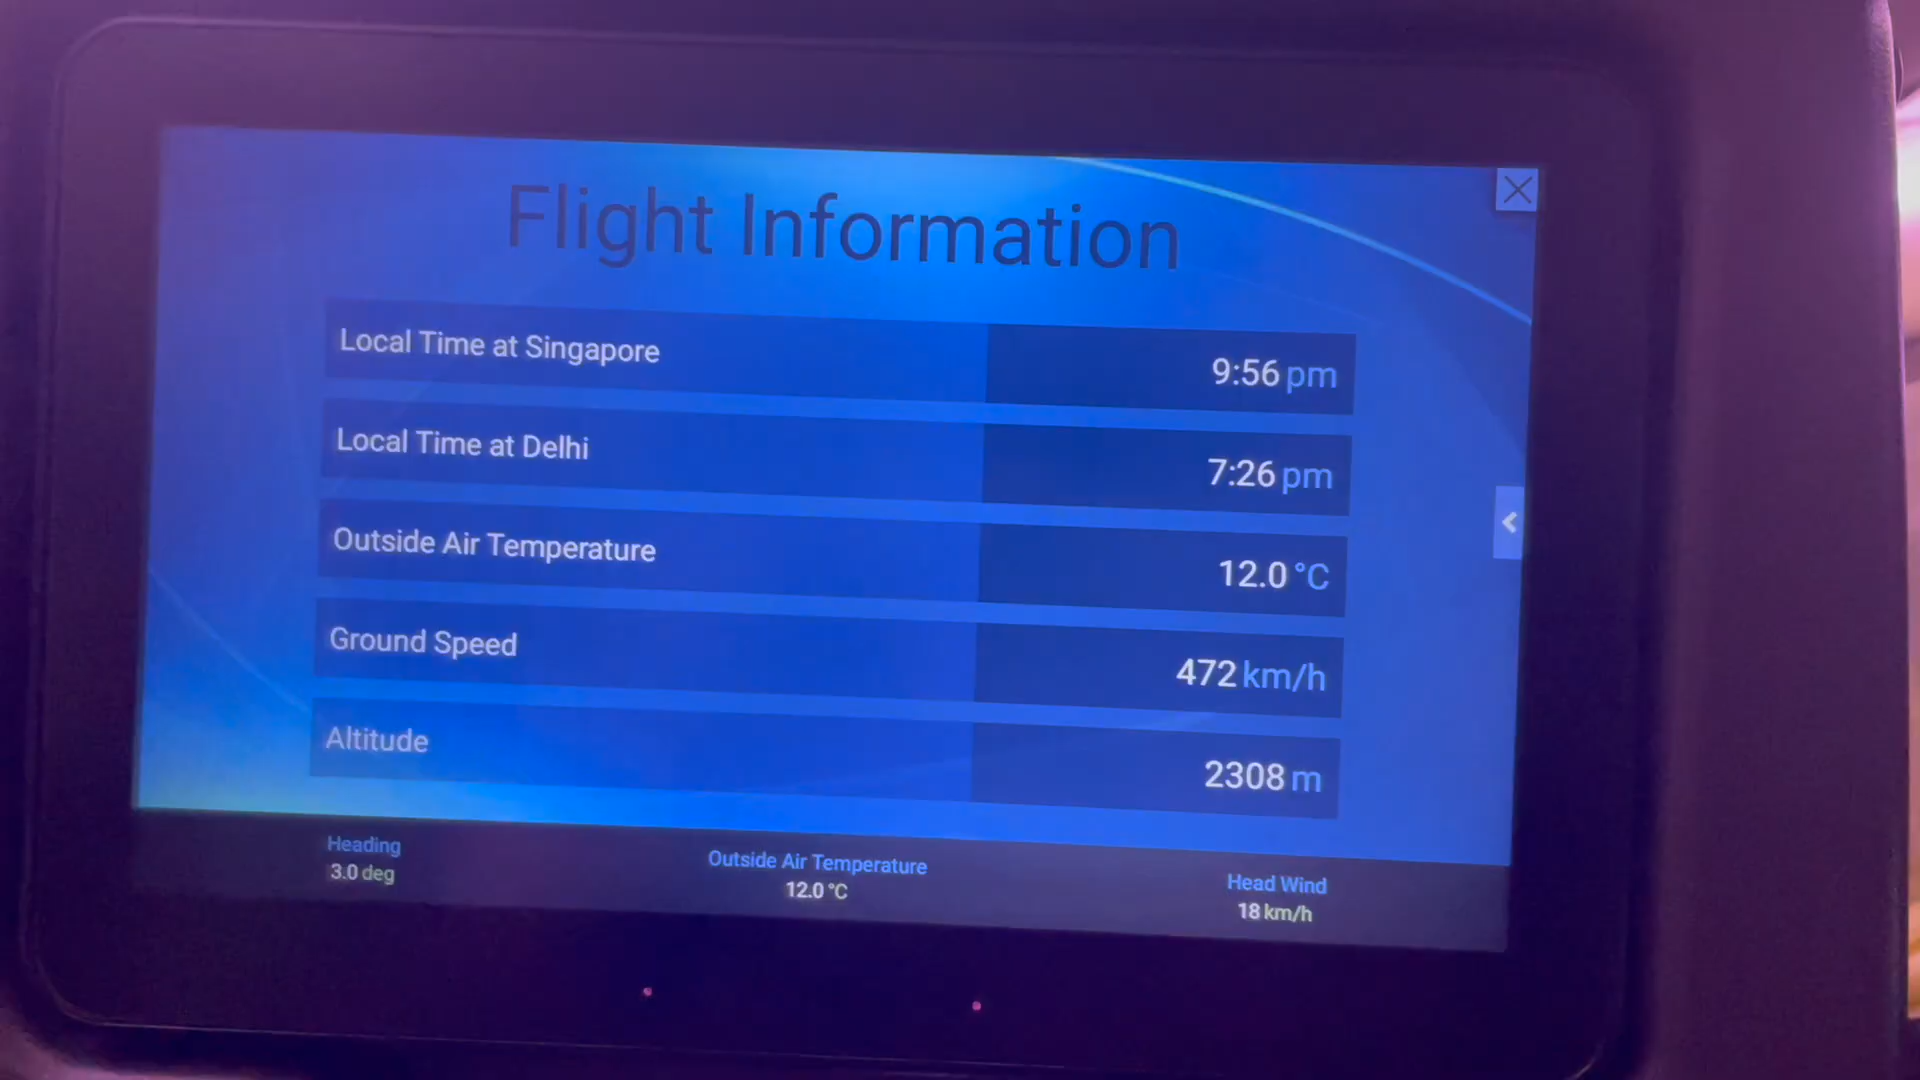 Flight Information
Local Time at Singapore 9:56 pm
Local Time at Delhi 7:26 pm
Outside Air Temperature 12.0 °C
Ground Speed 472 km/h
Altitude 2308 m
Heading Outside Air Temperature Head Wind
3.0 deg 12.0 °C 18 km/h